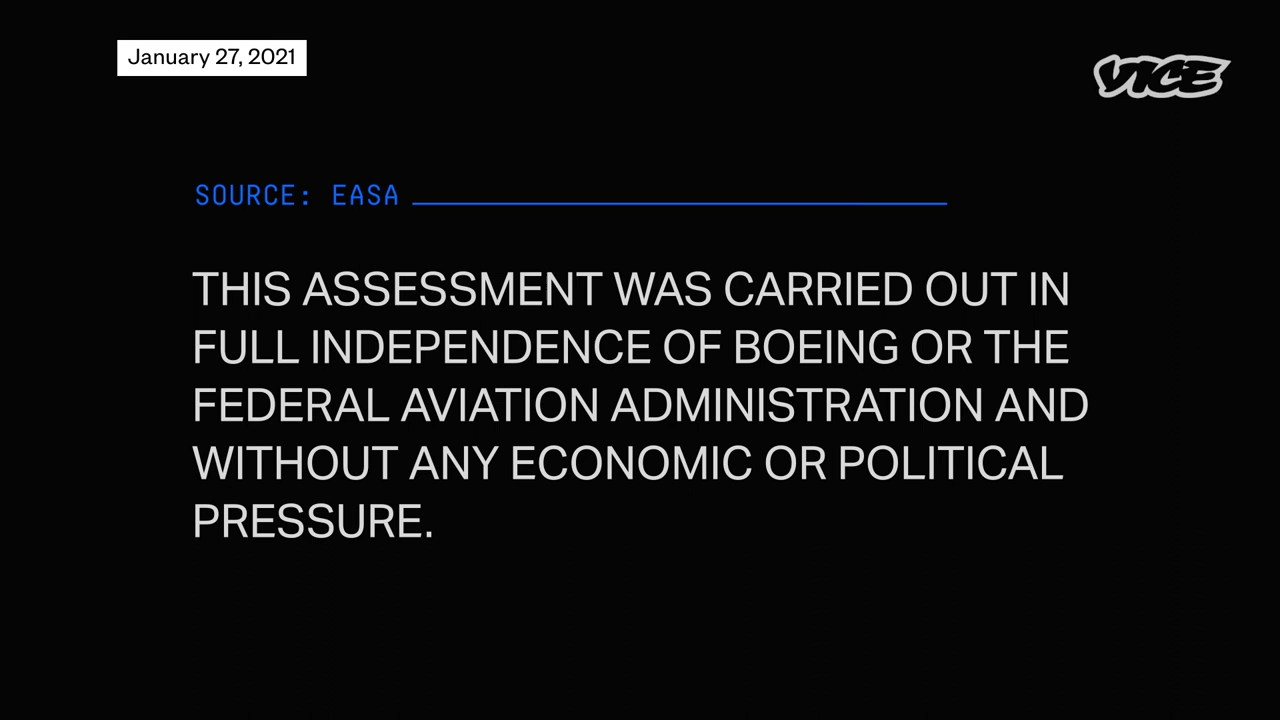 January 27, 2021
VICE
SOURCE: EASA
THIS ASSESSMENT WAS CARRIED OUT IN
FULL INDEPENDENCE OF BOEING OR THE
FEDERAL AVIATION ADMINISTRATION AND
WITHOUT ANY ECONOMIC OR POLITICAL
PRESSURE.